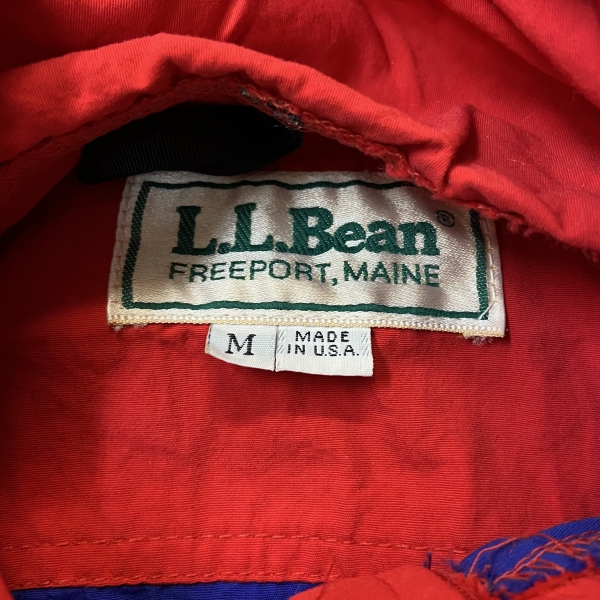 L.L.Bean®
FREEPORT, MAINE
M
MADE
IN U.S.A.